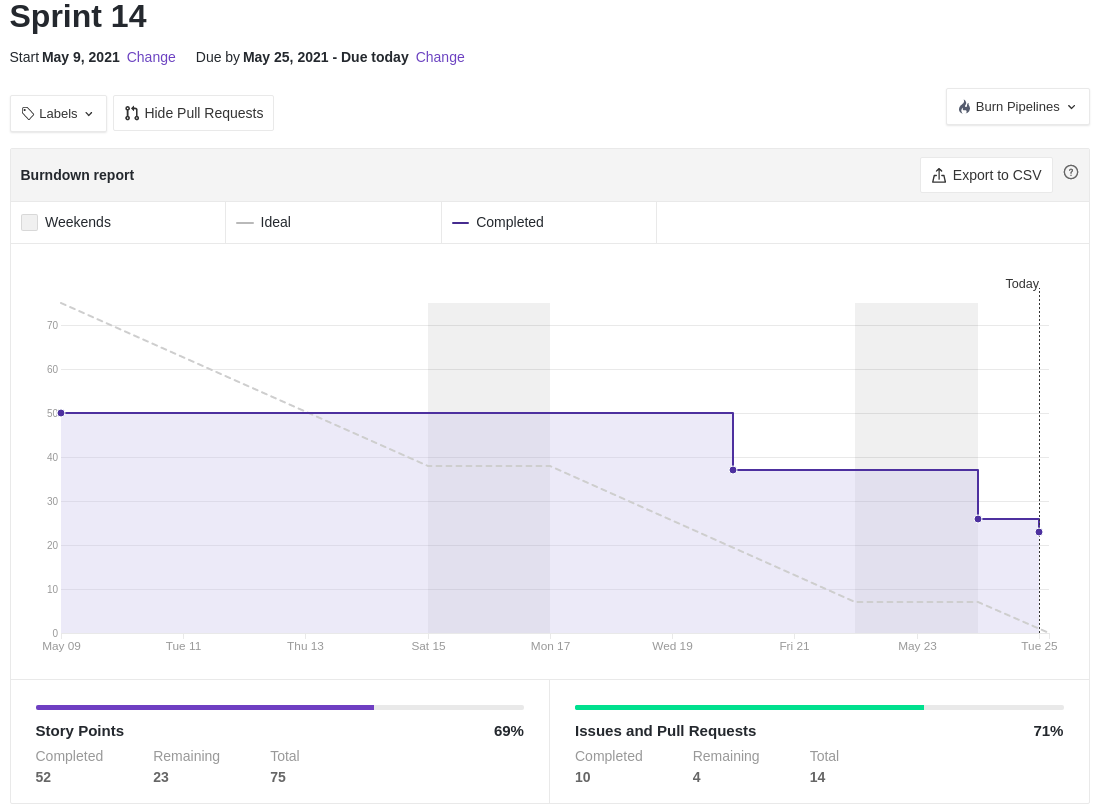 Sprint 14
Start May 9, 2021 Change Due by May 25, 2021 - Due today Change
Labels Hide Pull Requests Burn Pipelines
Burndown report Export to CSV ?
Weekends Ideal Completed
Today
70
60
50
40
30
20
10
0
May 09 Tue 11 Thu 13 Sat 15 Mon 17 Wed 19 Fri 21 May 23 Tue 25
Story Points 69% Issues and Pull Requests 71%
Completed Remaining Total Completed Remaining Total
52 23 75 10 4 14